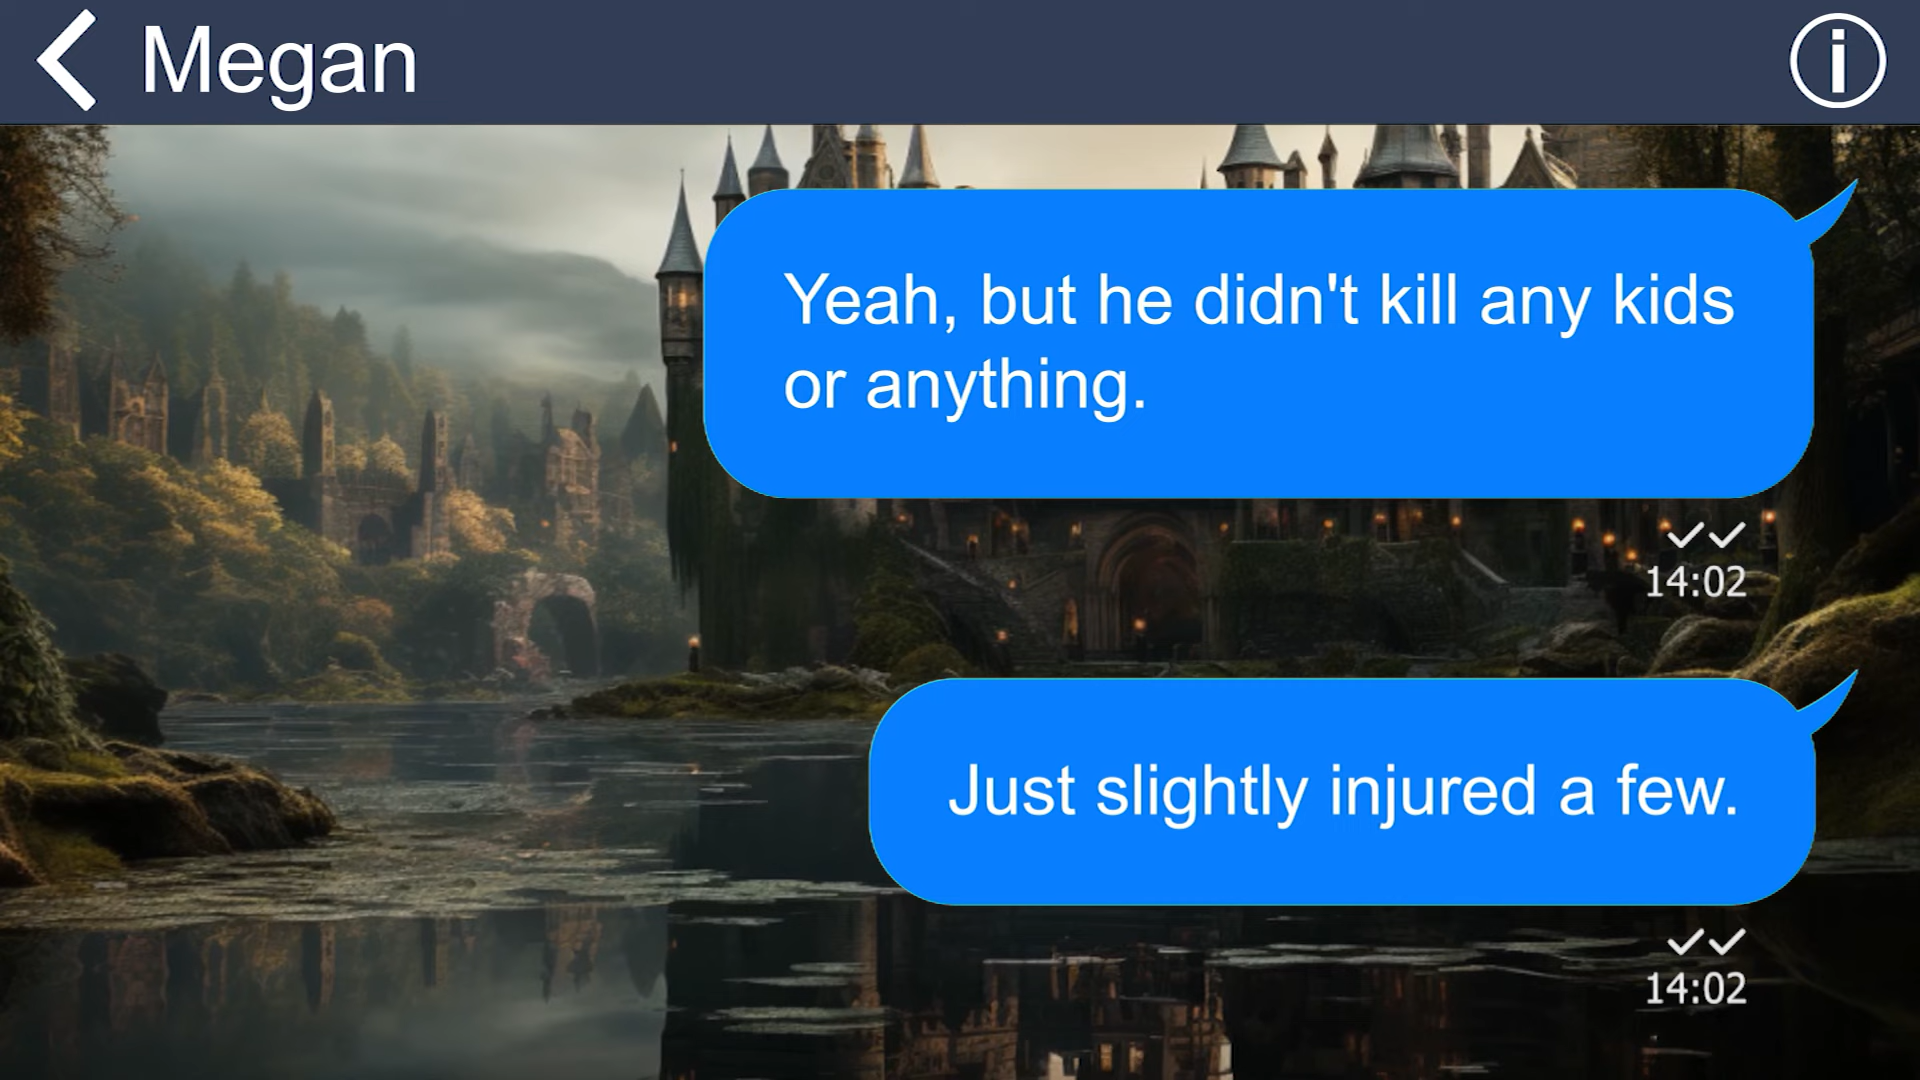 Megan
Yeah, but he didn't kill any kids
or anything.
14:02
Just slightly injured a few.
14:02